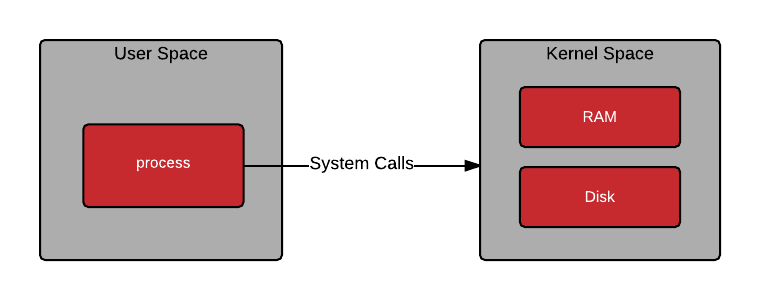 User Space
process
System Calls
Kernel Space
RAM
Disk